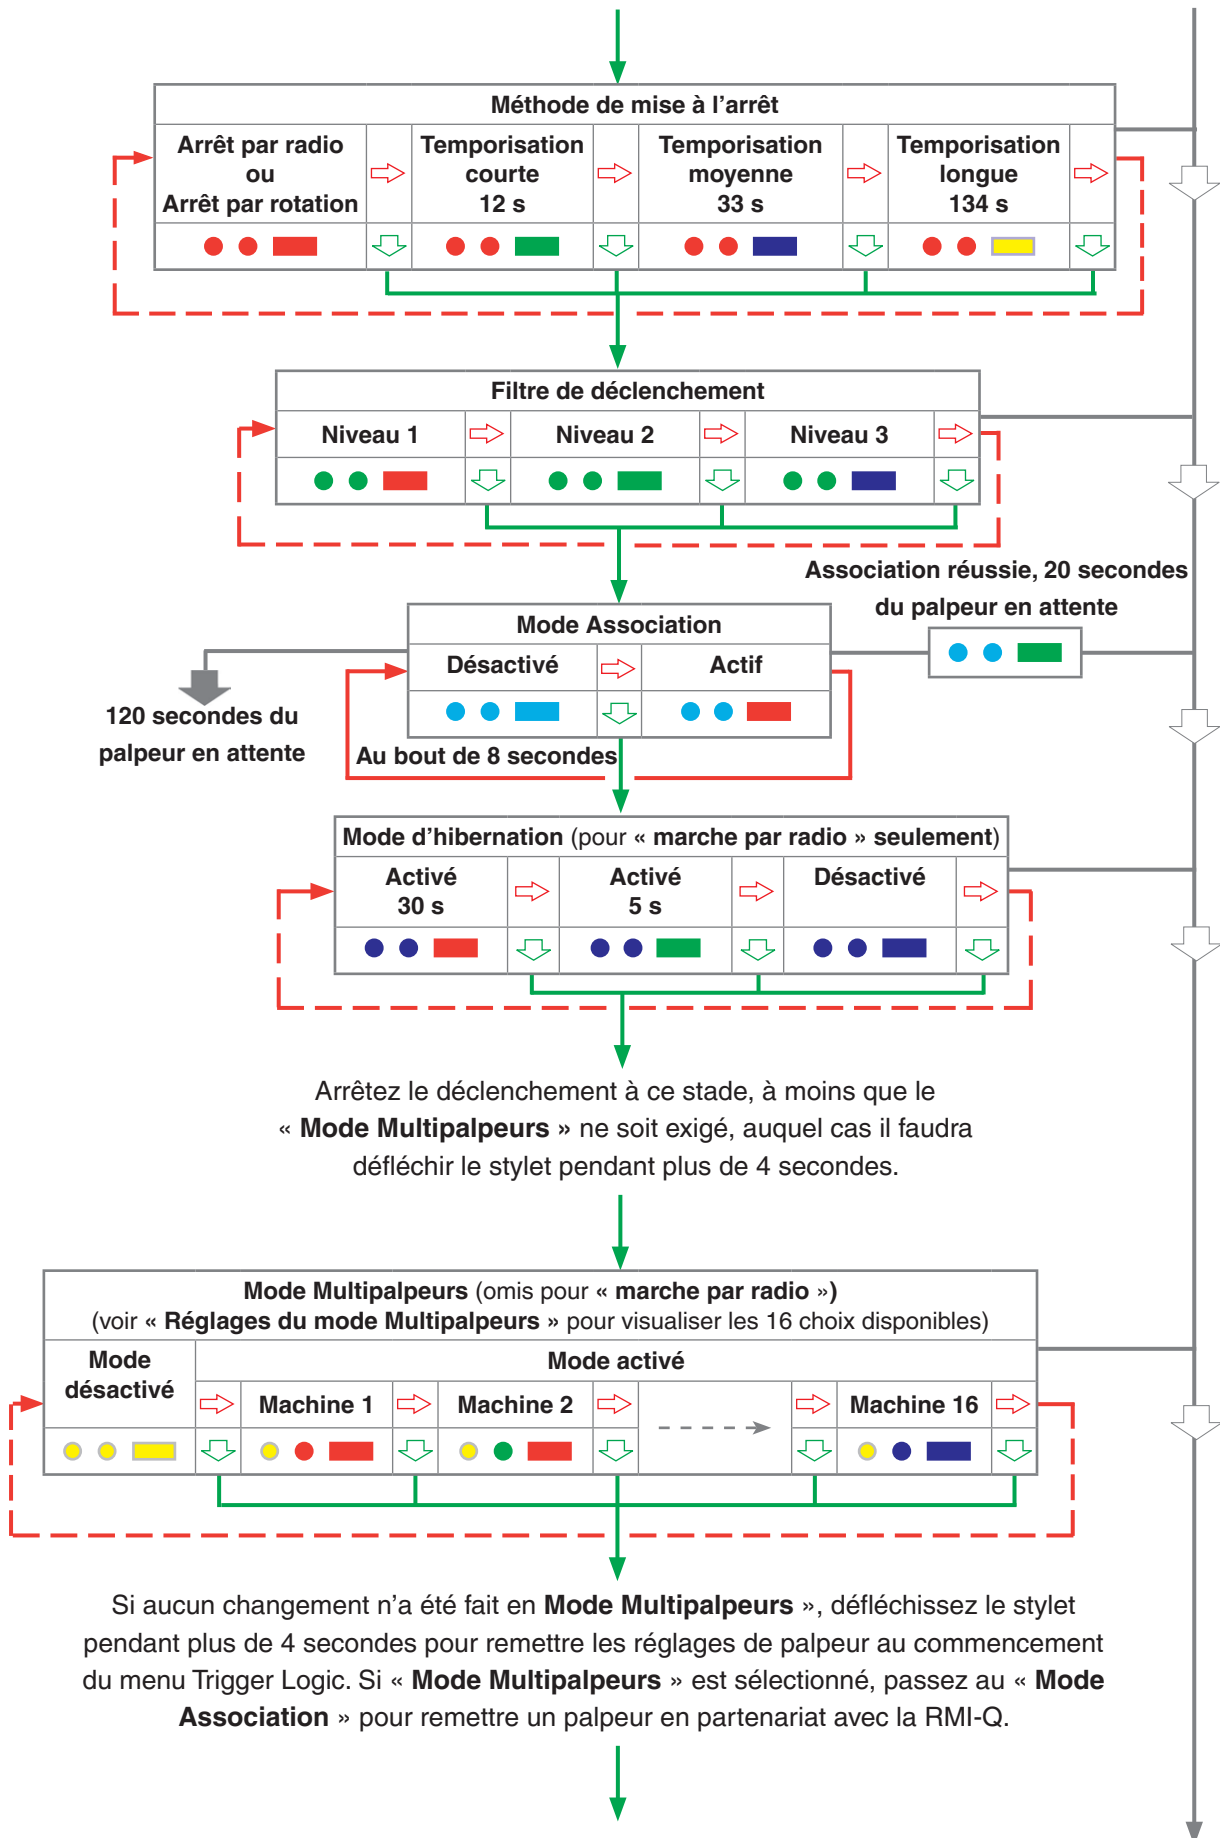 Méthode de mise à l'arrêt
Arrêt par radio
ou
Arrêt par rotation
Temporisation
courte
12 s
Temporisation
moyenne
33 s
Temporisation
longue
134 s
Filtre de déclenchement
Niveau 1
Niveau 2
Niveau 3
Association réussie, 20 secondes
du palpeur en attente
Mode Association
Désactivé
Actif
120 secondes du
palpeur en attente
Au bout de 8 secondes
Mode d'hibernation (pour « marche par radio » seulement)
Activé
30 s
Activé
5 s
Désactivé
Arrêtez le déclenchement à ce stade, à moins que le
« Mode Multipalpeurs » ne soit exigé, auquel cas il faudra
défléchir le stylet pendant plus de 4 secondes.
Mode Multipalpeurs (omis pour « marche par radio »)
(voir « Réglages du mode Multipalpeurs » pour visualiser les 16 choix disponibles)
Mode
désactivé
Mode activé
Machine 1
Machine 2
Machine 16
Si aucun changement n'a été fait en Mode Multipalpeurs », défléchissez le stylet
pendant plus de 4 secondes pour remettre les réglages de palpeur au commencement
du menu Trigger Logic. Si « Mode Multipalpeurs » est sélectionné, passez au « Mode
Association » pour remettre un palpeur en partenariat avec la RMI-Q.